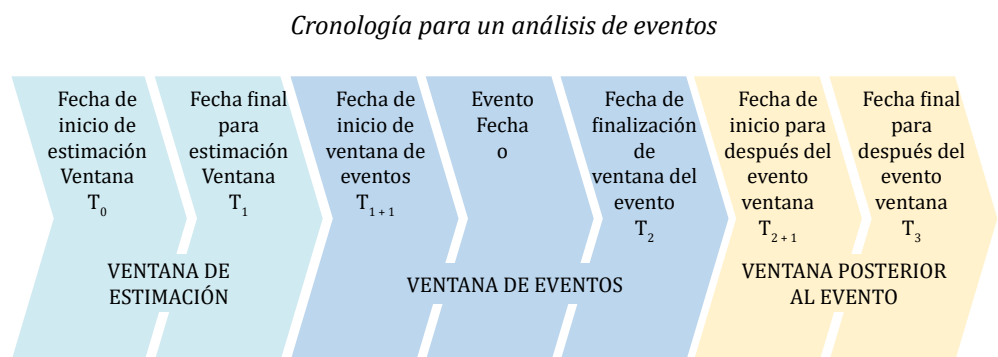 Cronología para un análisis de eventos
Fecha de
inicio de
estimación
Ventana
T0
Fecha final
para
estimación
Ventana
T1
Fecha de
inicio de
ventana de
eventos
T1 + 1
Evento
Fecha
o
Fecha de
finalización
de
ventana del
evento
T2
Fecha de
inicio para
después del
evento
ventana
T2 + 1
Fecha final
para
después del
evento
ventana
T3
VENTANA DE
ESTIMACIÓN
VENTANA DE EVENTOS
VENTANA POSTERIOR
AL EVENTO